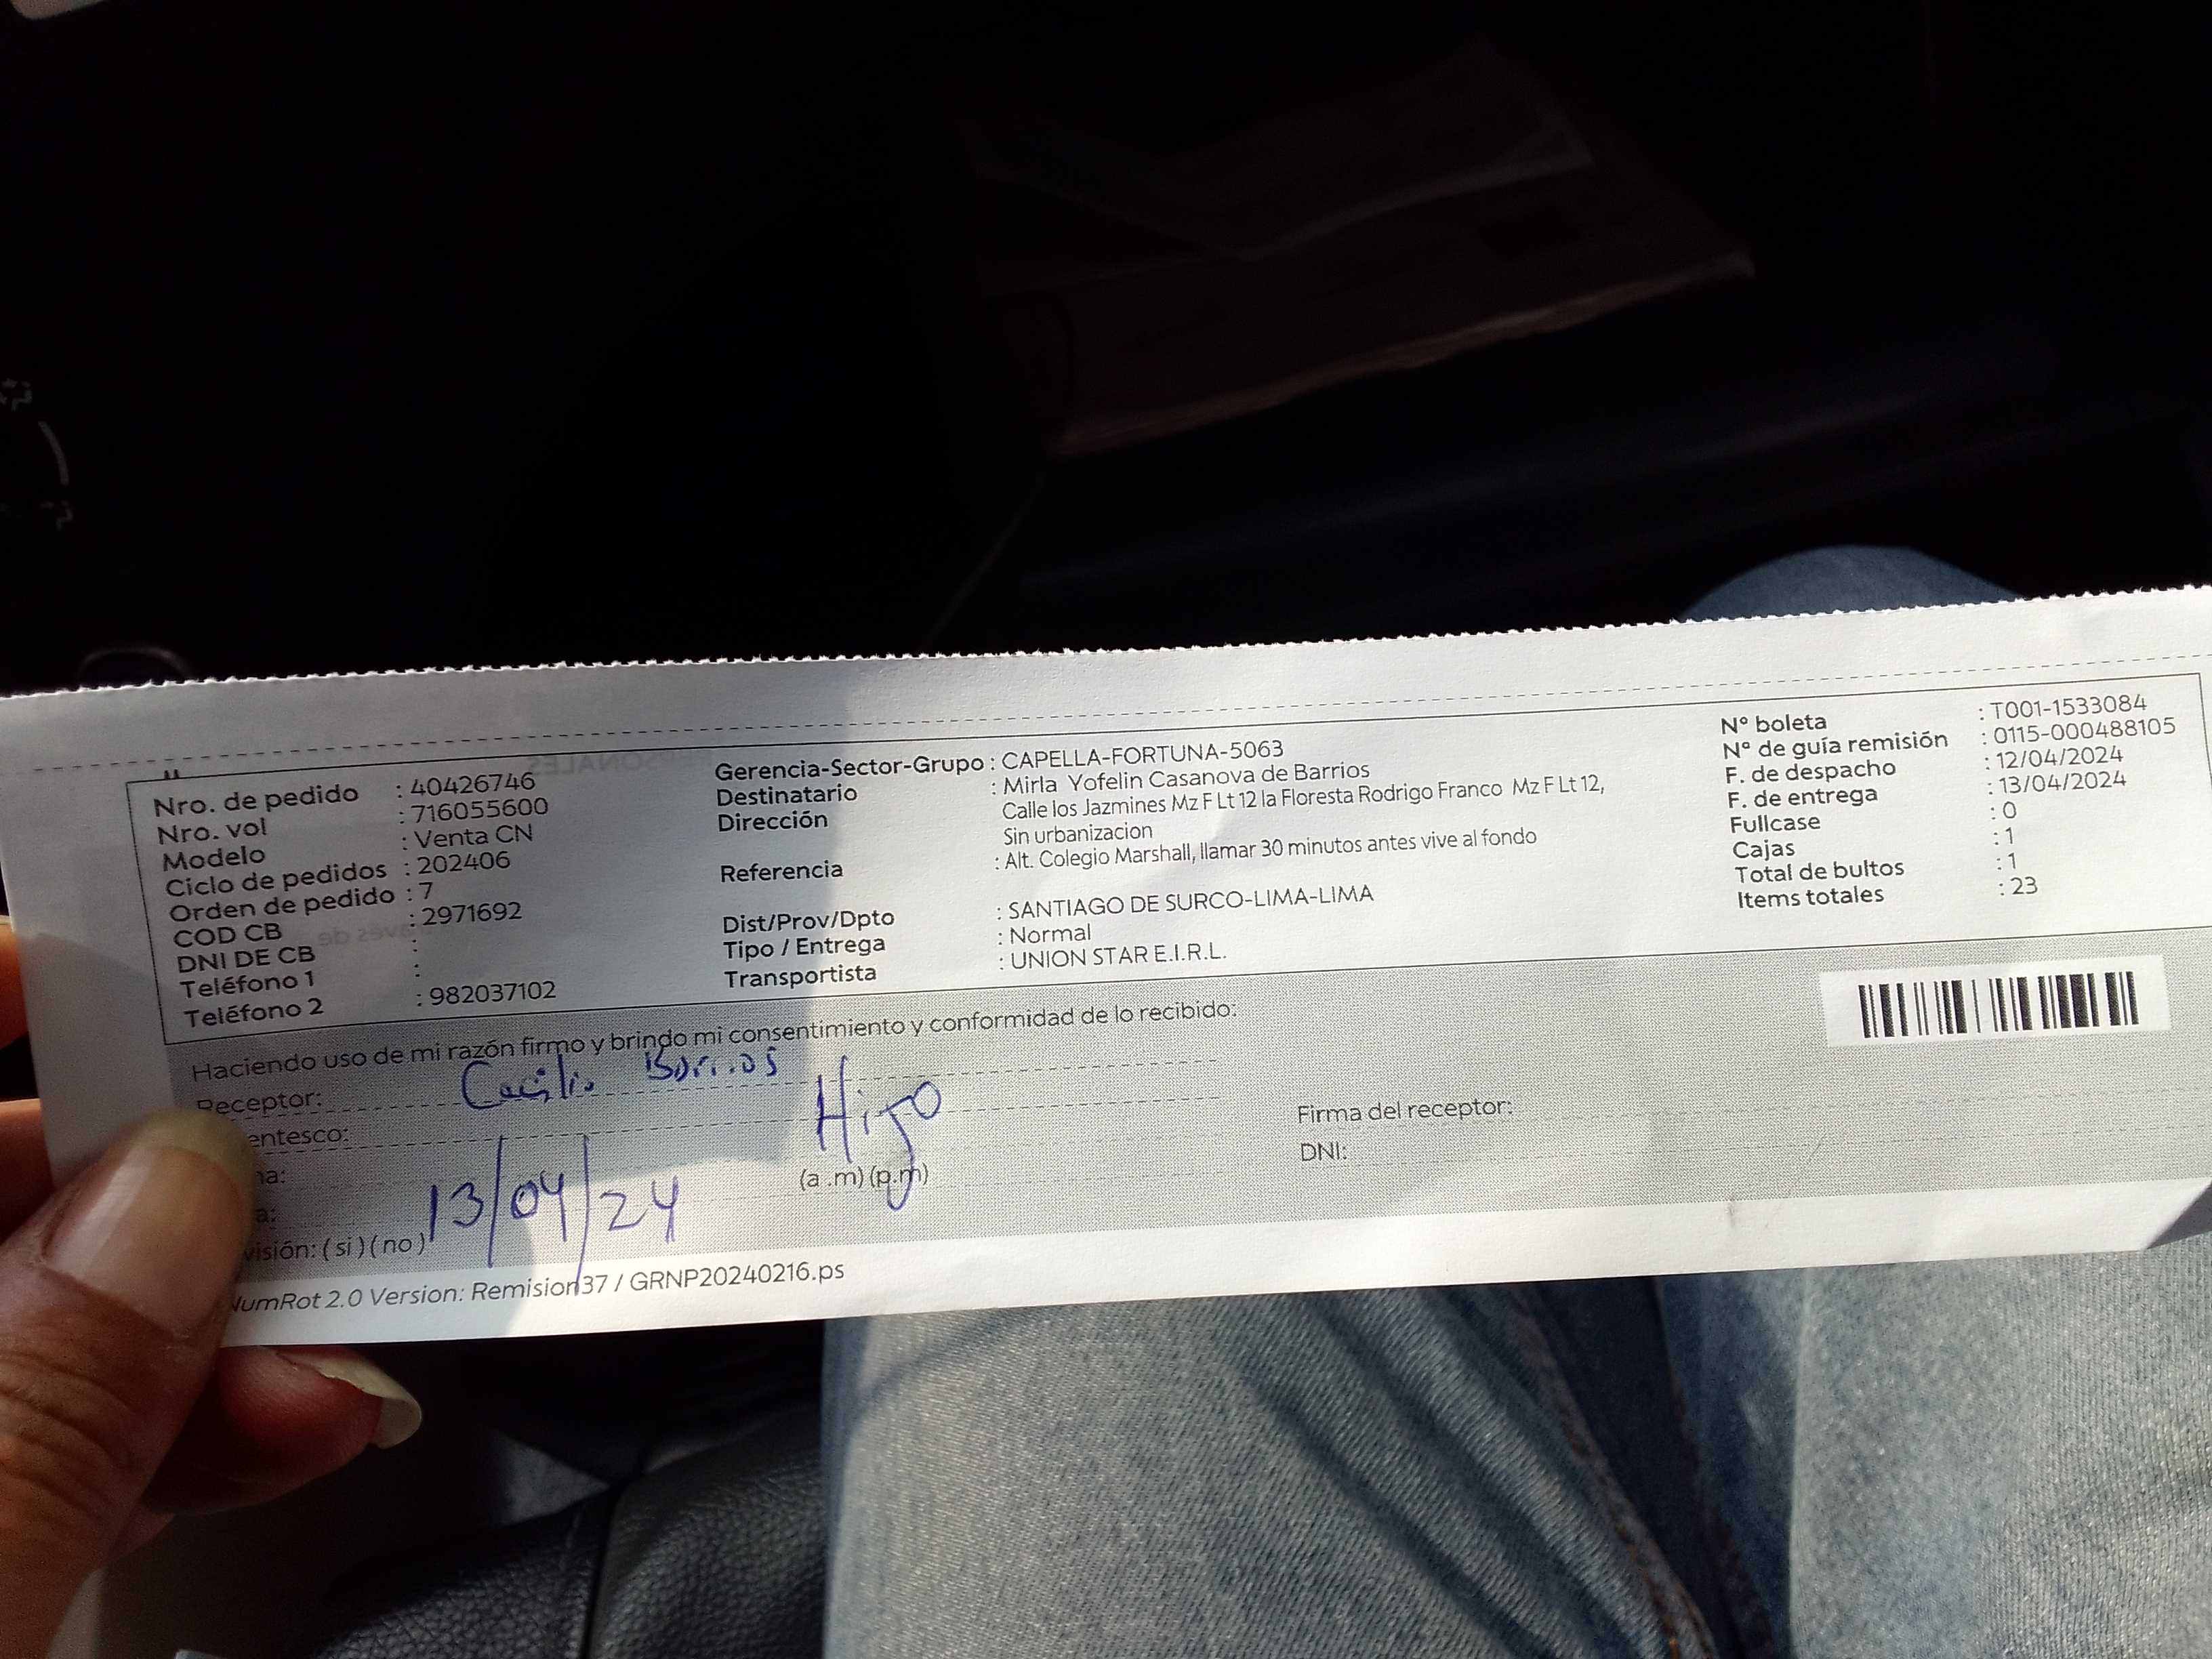 Nro. de pedido : 40426746
Nro. vol : 716055600
Modelo : Venta CN
Ciclo de pedidos : 202406
Orden de pedido : 7
COD CB : 2971692
DNI DE CB :
Teléfono 1 :
Teléfono 2 : 982037102
Gerencia-Sector-Grupo : CAPELLA-FORTUNA-5063
Destinatario : Mirla Yofelin Casanova de Barrios
Dirección Calle los Jazmines Mz F Lt 12 la Floresta Rodrigo Franco Mz F Lt 12,
Sin urbanizacion
Referencia : Alt. Colegio Marshall, llamar 30 minutos antes vive al fondo
Dist/Prov/Dpto : SANTIAGO DE SURCO-LIMA-LIMA
Tipo / Entrega : Normal
Transportista : UNION STAR E.I.R.L.
N° boleta : T001-1533084
N° de guía remisión : 0115-000488105
F. de despacho : 12/04/2024
F. de entrega : 13/04/2024
Fullcase : 0
Cajas : 1
Total de bultos : 1
Items totales : 23
Haciendo uso de mi razón firmo y brindo mi consentimiento y conformidad de lo recibido:
Receptor: Barrios
entesco: Hijo
13/04/24
(a .m) (p.m)
visión: ( si ) ( no )
Firma del receptor:
DNI:
NumRot 2.0 Version: Remision37 / GRNP20240216.ps